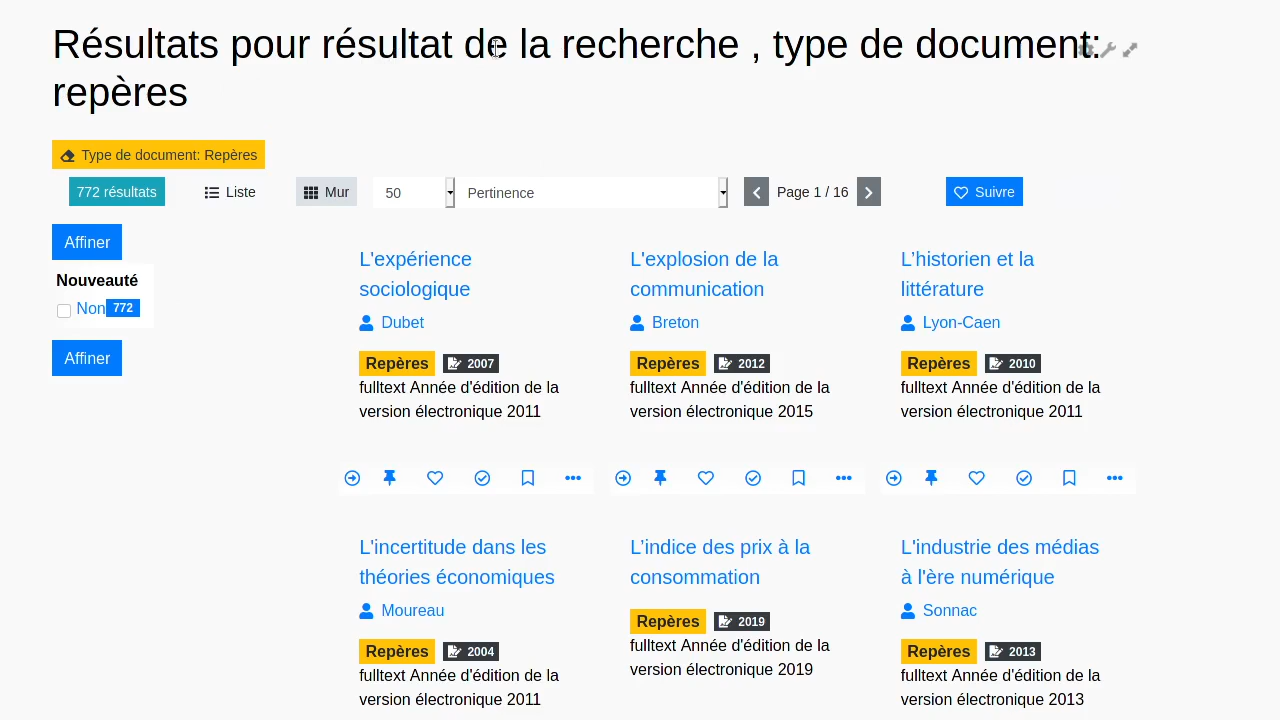 Résultats pour résultat de la recherche , type de document:
repères
Type de document: Repères
772 résultats
Liste
Mur
50
Pertinence
Page 1 / 16
Suivre
Affiner
Nouveauté
Non 772
Affiner
L'expérience
sociologique
Dubet
Repères 2007
fulltext Année d'édition de la
version électronique 2011
L'explosion de la
communication
Breton
Repères 2012
fulltext Année d'édition de la
version électronique 2015
L’historien et la
littérature
Lyon-Caen
Repères 2010
fulltext Année d'édition de la
version électronique 2011
L'incertitude dans les
théories économiques
Moureau
Repères 2004
fulltext Année d'édition de la
version électronique 2011
L’indice des prix à la
consommation
Repères 2019
fulltext Année d'édition de la
version électronique 2019
L'industrie des médias
à l'ère numérique
Sonnac
Repères 2013
fulltext Année d'édition de la
version électronique 2013